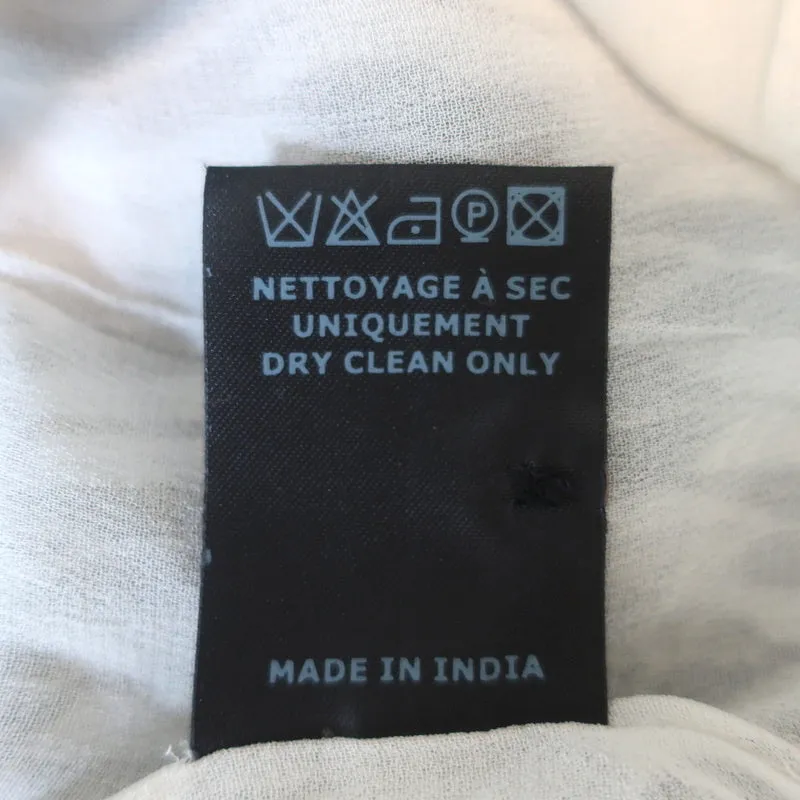 P
NETTOYAGE À SEC
UNIQUEMENT
DRY CLEAN ONLY
MADE IN INDIA